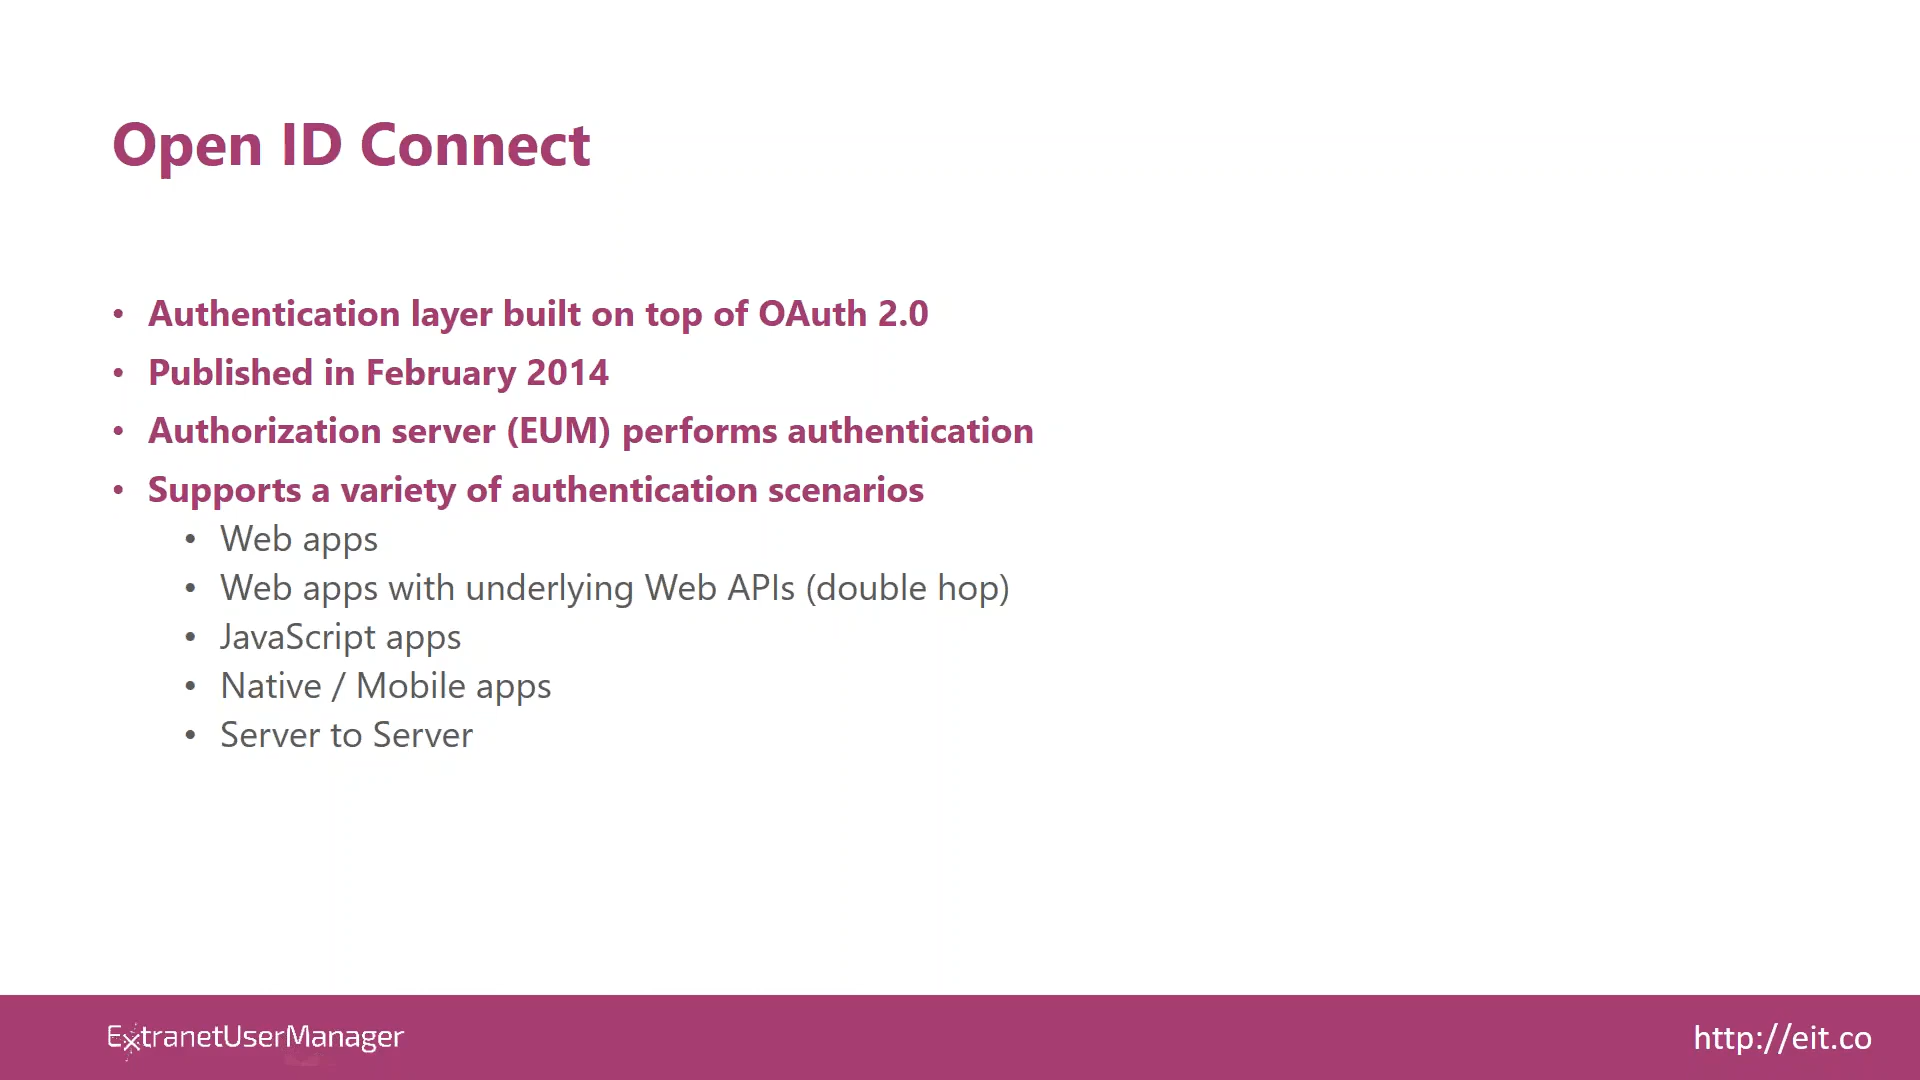 Open ID Connect
• Authentication layer built on top of OAuth 2.0
• Published in February 2014
• Authorization server (EUM) performs authentication
• Supports a variety of authentication scenarios
• Web apps
• Web apps with underlying Web APIs (double hop)
• JavaScript apps
• Native / Mobile apps
• Server to Server
ExtranetUserManager
http://eit.co